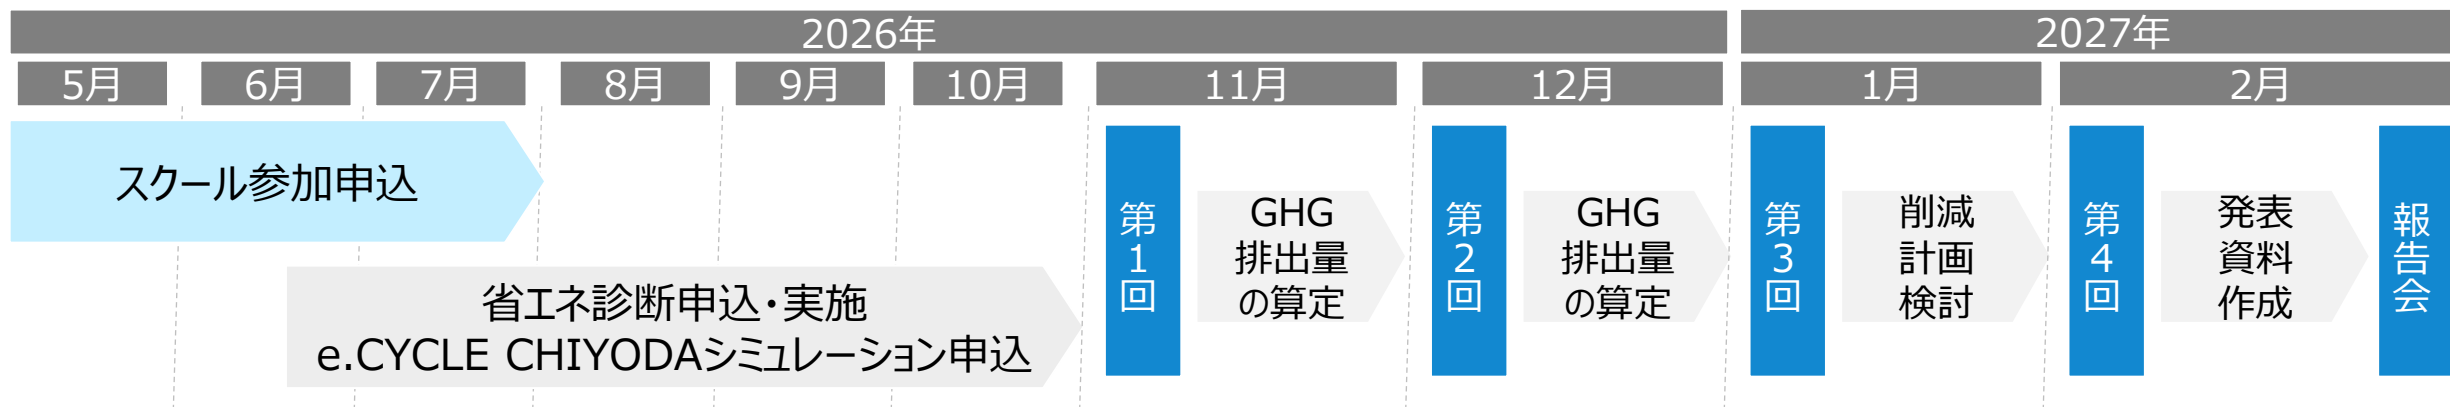 2026年
2027年
5月
6月
7月
8月
9月
10月
11月
12月
1月
2月
スクール参加申込
省エネ診断申込・実施
e.CYCLE CHIYODAシミュレーション申込
第1回
GHG
排出量
の算定
第2回
GHG
排出量
の算定
第3回
削減
計画
検討
第4回
発表
資料
作成
報告会